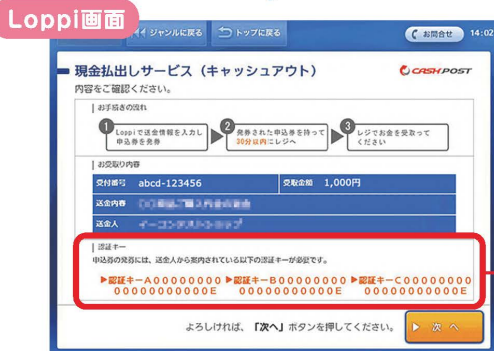 Loppi画面
ジャンルに戻る トップに戻る お問合せ 14:02
現金払出しサービス（キャッシュアウト） CASHPOST
内容をご確認ください。
お手続きの流れ
1 Loppiで送金情報を入力し
申込券を発券
2 発券された申込券を持って
30分以内にレジへ
3 レジでお金を受取って
ください
お受取り内容
受付番号 abcd-123456 受取金額 1,000円
送金内容
送金人
認証キー
申込券の発券には、送金人から案内されている以下の認証キーが必要です。
▶認証キーA00000000 ▶認証キーB00000000 ▶認証キーC00000000
00000000000E 00000000000E 00000000000E
よろしければ、「次へ」ボタンを押してください。 ▶ 次 へ